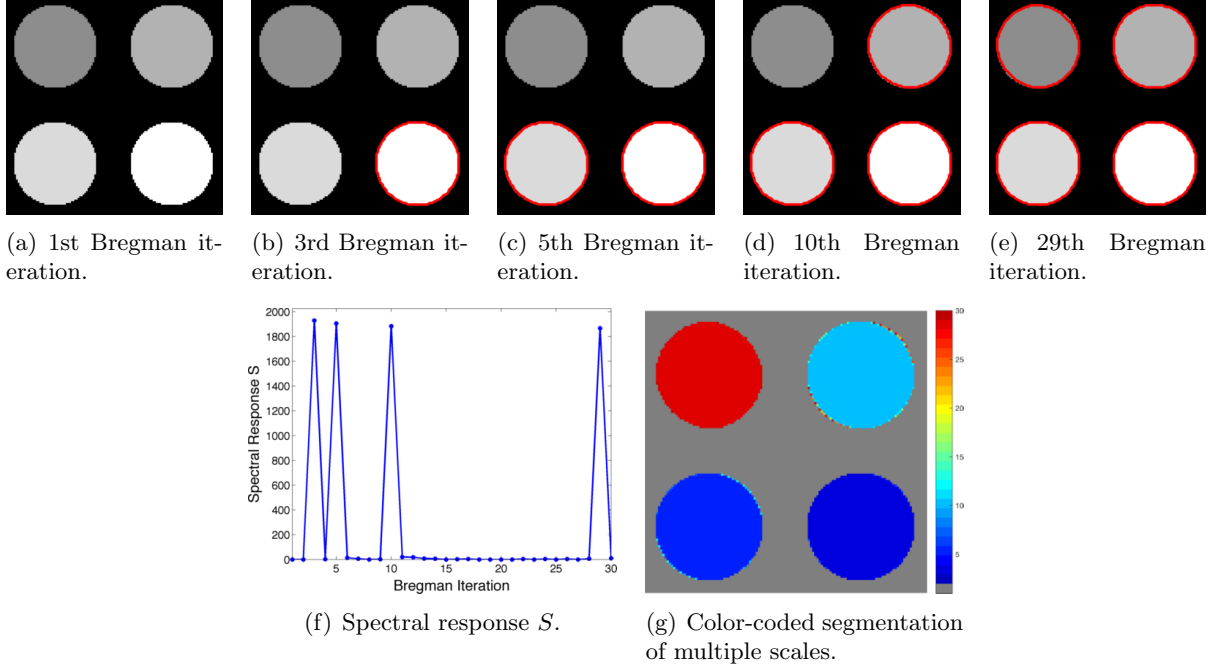 (a) 1st Bregman it-
eration.
(b) 3rd Bregman it-
eration.
(c) 5th Bregman it-
eration.
(d) 10th Bregman
iteration.
(e) 29th Bregman
iteration.
2000
1800
1600
1400
1200
1000
800
600
400
200
0
Spectral Response S
5 10 15 20 25 30
Bregman Iteration
(f) Spectral response S.
30
25
20
15
10
5
(g) Color-coded segmentation
of multiple scales.